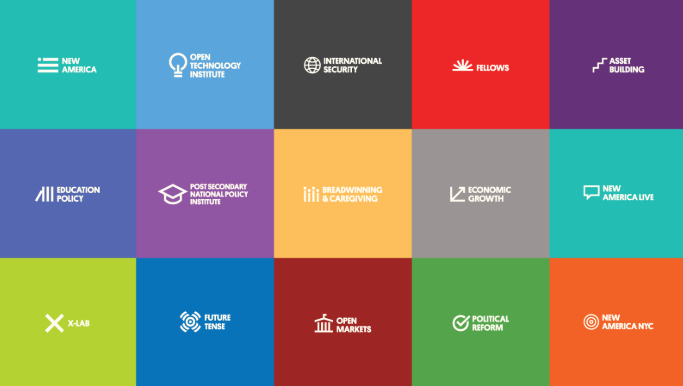 NEW
AMERICA
OPEN
TECHNOLOGY
INSTITUTE
INTERNATIONAL
SECURITY
FELLOWS
ASSET
BUILDING
EDUCATION
POLICY
POST SECONDARY
NATIONAL POLICY
INSTITUTE
BREADWINNING
& CAREGIVING
ECONOMIC
GROWTH
NEW
AMERICA LIVE
X-LAB
FUTURE
TENSE
OPEN
MARKETS
POLITICAL
REFORM
NEW
AMERICA NYC